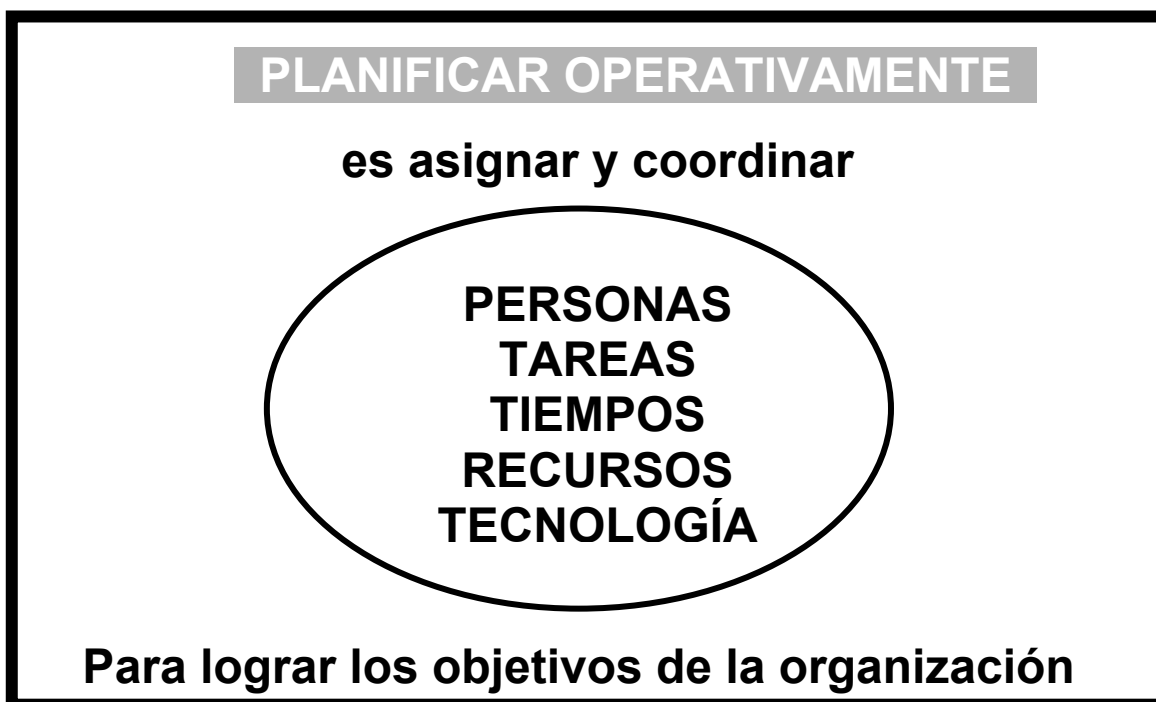 PLANIFICAR OPERATIVAMENTE
es asignar y coordinar
PERSONAS
TAREAS
TIEMPOS
RECURSOS
TECNOLOGÍA
Para lograr los objetivos de la organización